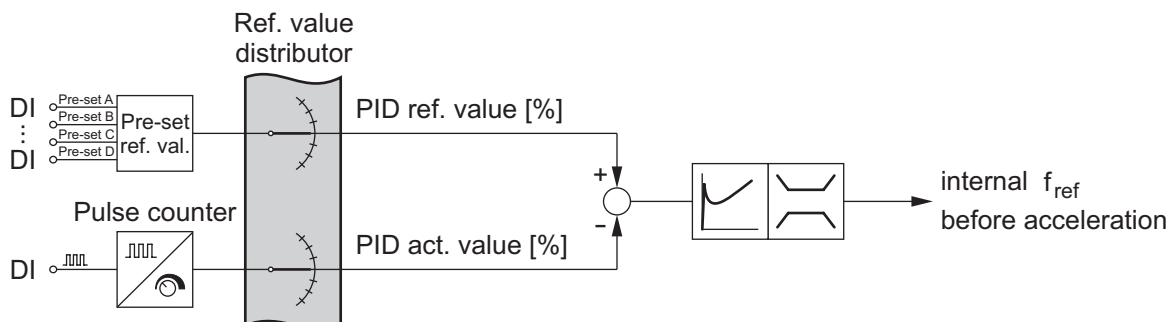 Ref. value
distributor
DI
Pre-set A
Pre-set B
Pre-set C
DI
Pre-set D
Pre-set
ref. val.
PID ref. value [%]
+
-
internal f ref
before acceleration
Pulse counter
DI
PID act. value [%]